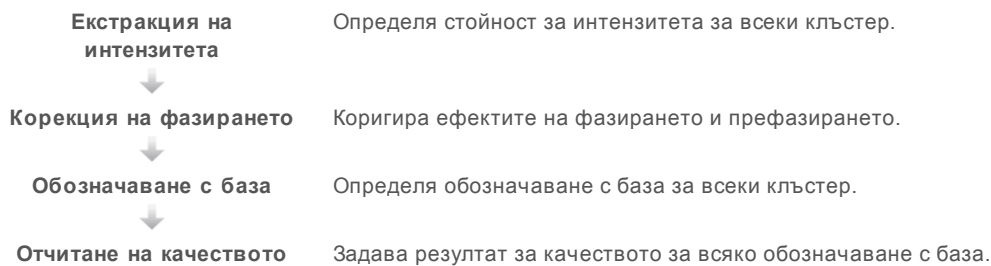 Екстракция на
интензитета
Определя стойност за интензитета за всеки клъстер.
Корекция на фазирането
Коригира ефектите на фазирането и префазирането.
Обозначаване с база
Определя обозначаване с база за всеки клъстер.
Отчитане на качеството
Задава резултат за качеството за всяко обозначаване с база.